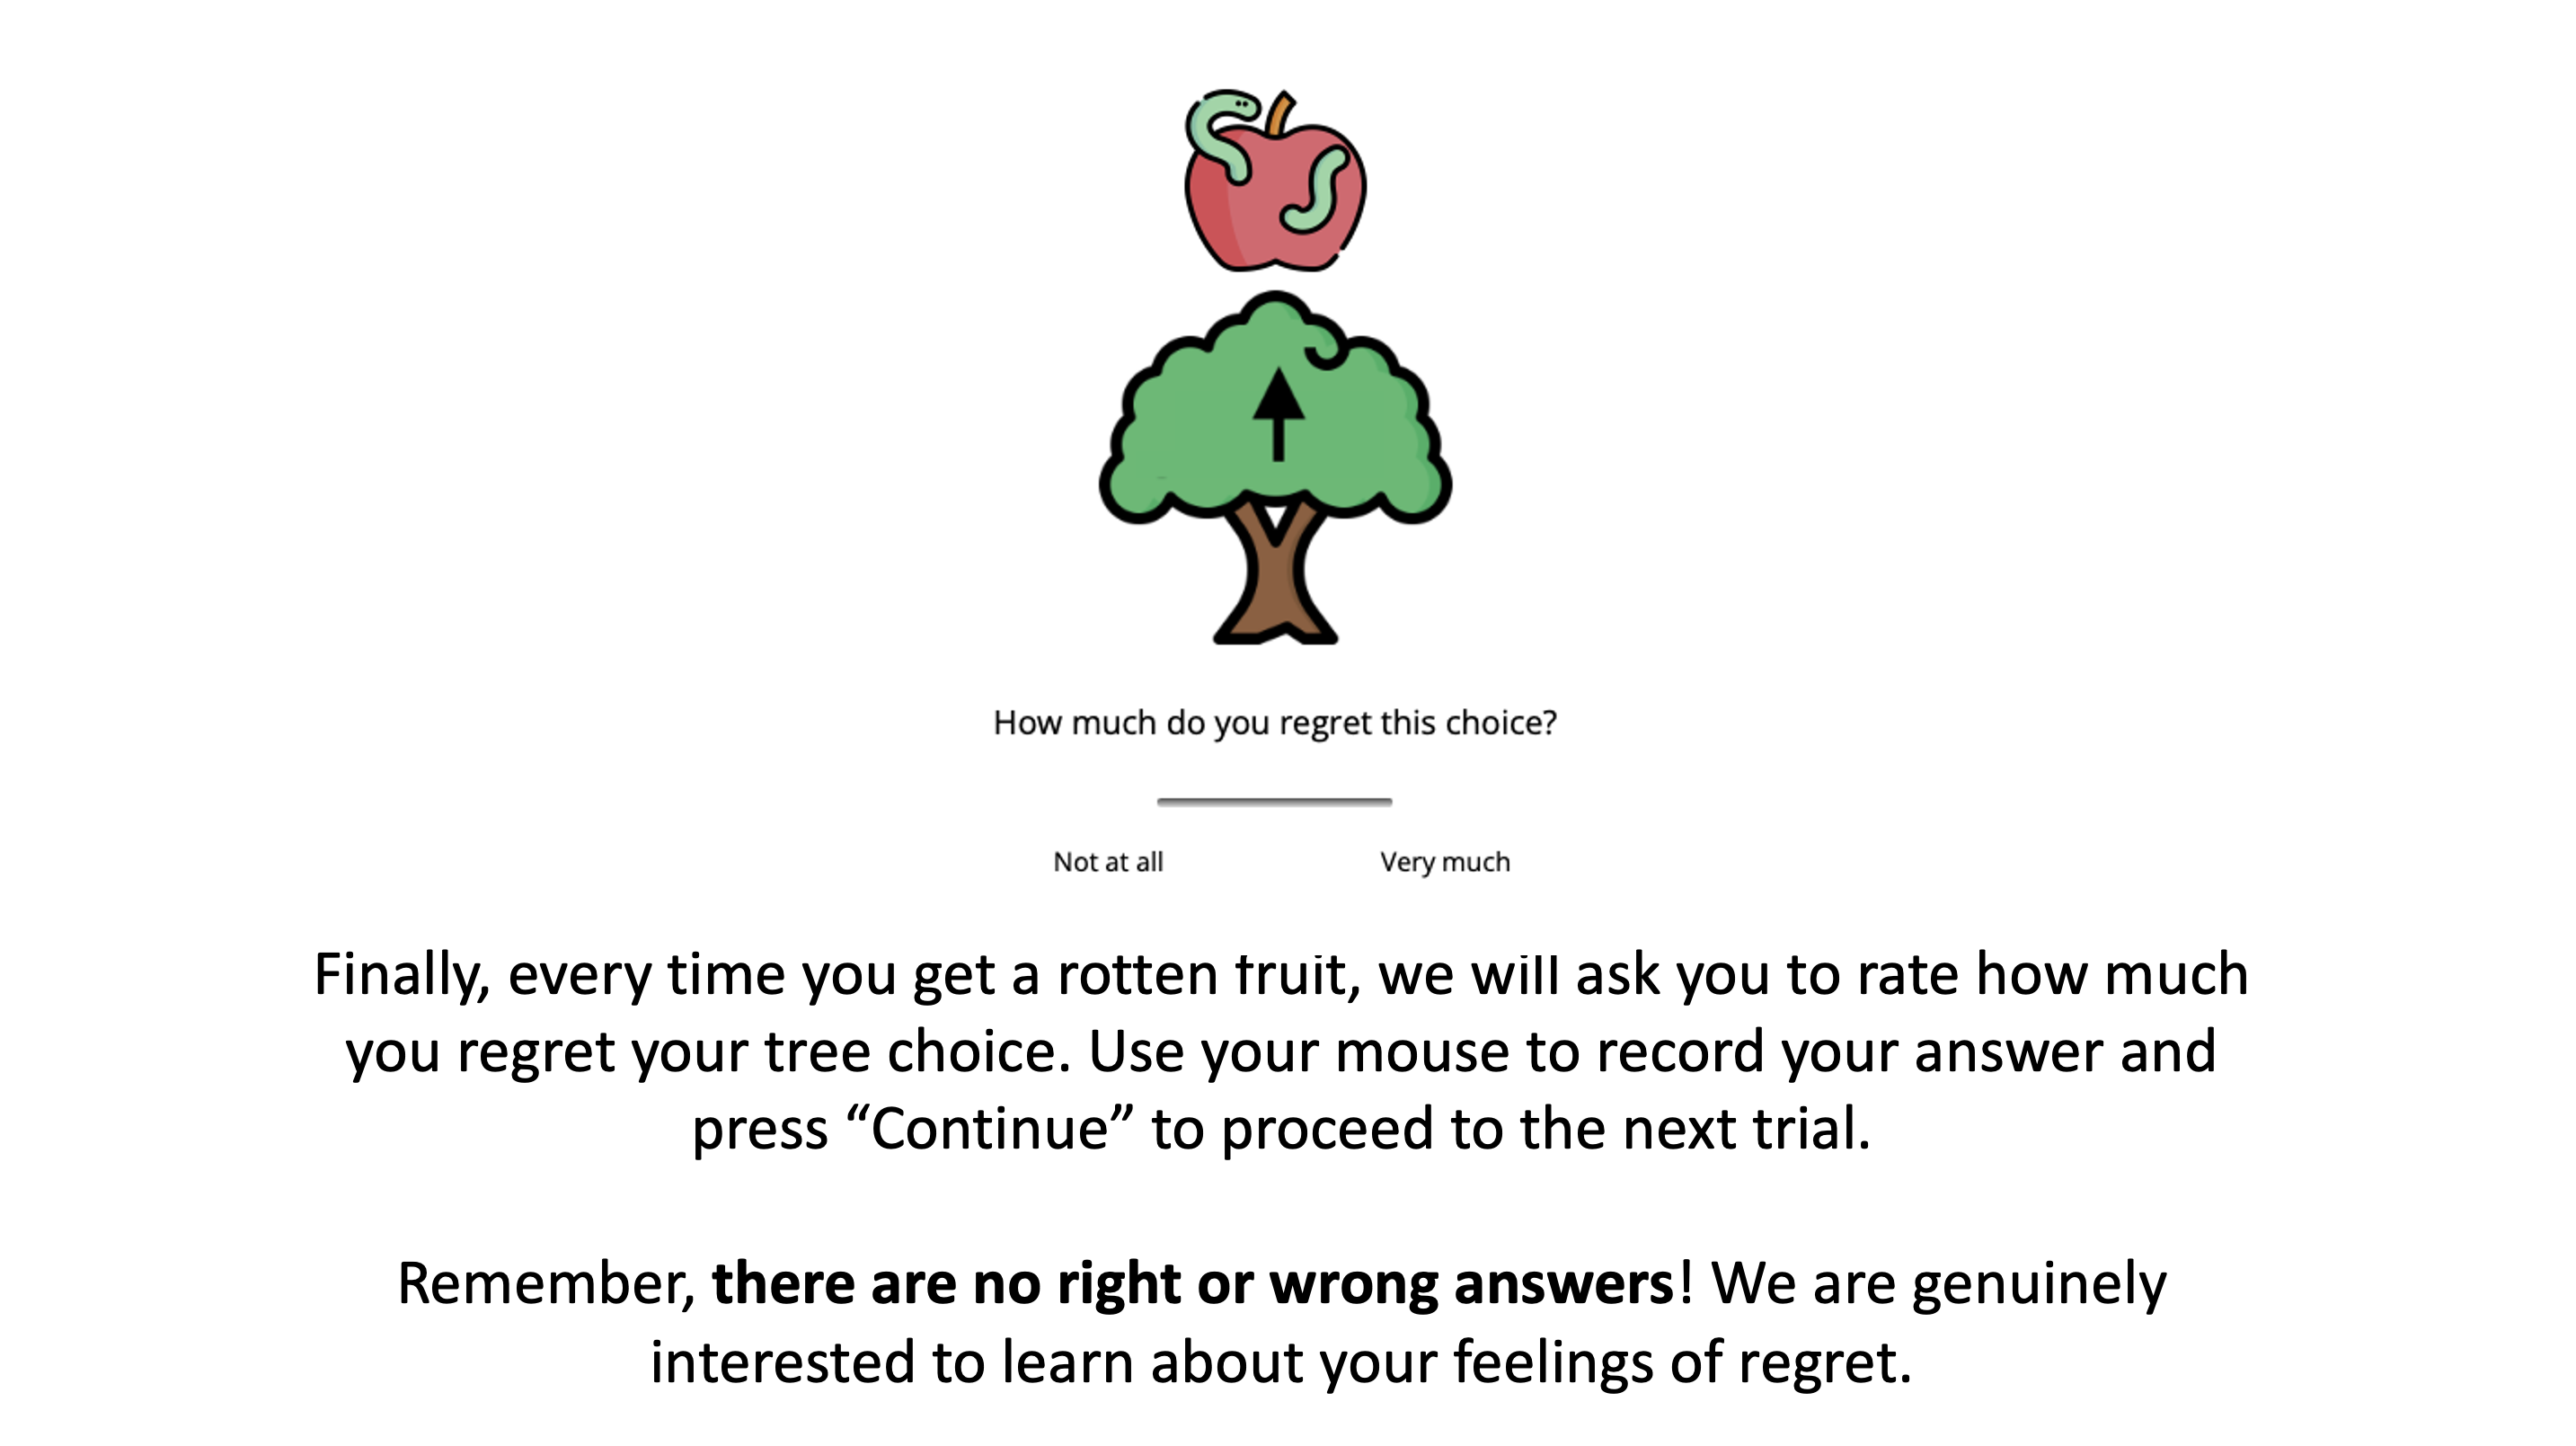 How much do you regret this choice?
Not at all Very much
Finally, every time you get a rotten fruit, we will ask you to rate how much
you regret your tree choice. Use your mouse to record your answer and
press “Continue” to proceed to the next trial.
Remember, there are no right or wrong answers! We are genuinely
interested to learn about your feelings of regret.